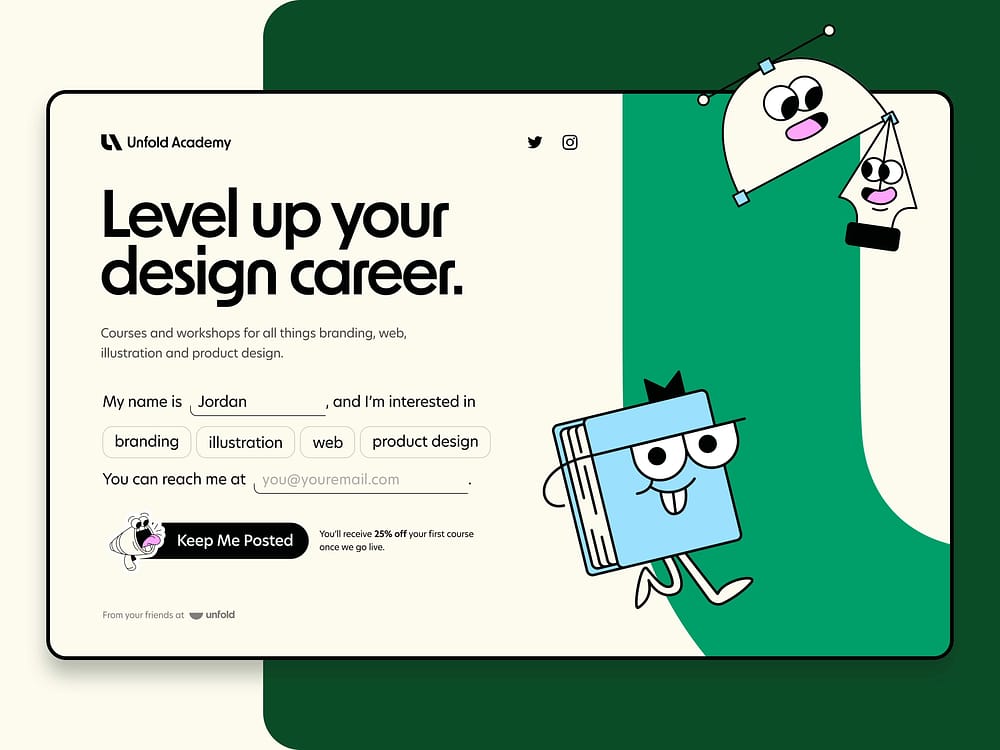 Unfold Academy
Level up your
design career.
Courses and workshops for all things branding, web,
illustration and product design.
My name is Jordan, and I’m interested in
branding illustration web product design
You can reach me at you@youremail.com.
Keep Me Posted
You’ll receive 25% off your first course
once we go live.
From your friends at unfold